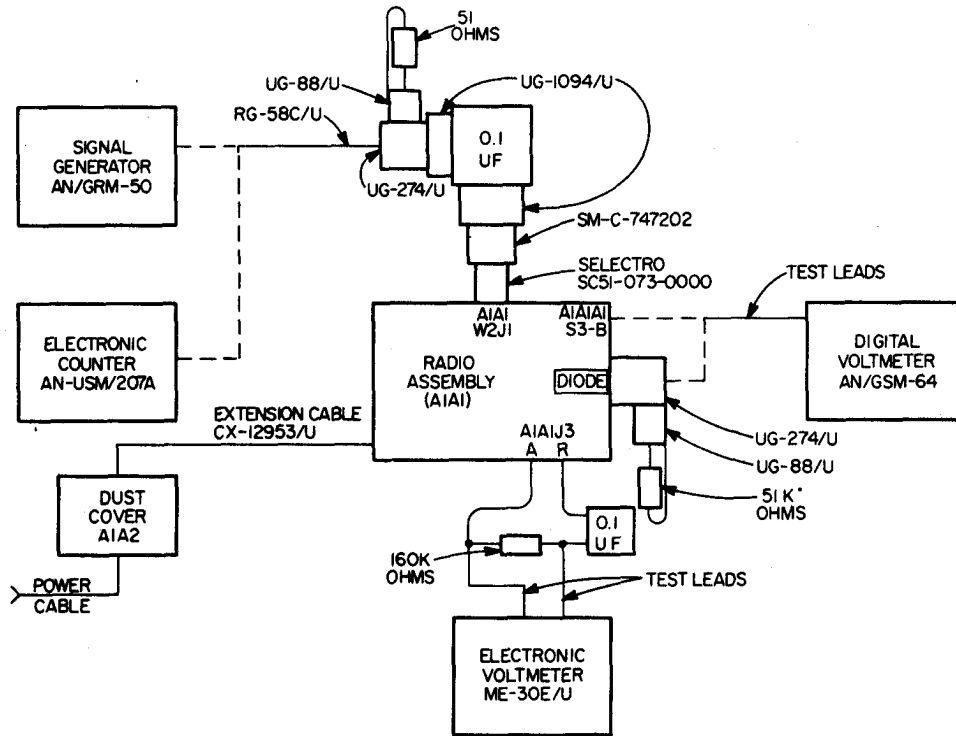 51
OHMS
UG-88/U
UG-1094/U
RG-58C/U
SIGNAL
GENERATOR
AN/GRM-50
0.1
UF
UG-274/U
SM-C-747202
SELECTRO
SC51-073-0000
TEST LEADS
A1A1
W2J1
A1A1A1
S3-B
ELECTRONIC
COUNTER
AN-USM/207A
RADIO
ASSEMBLY
(A1A1)
DIODE
DIGITAL
VOLTMETER
AN/GSM-64
EXTENSION CABLE
CX-12953/U
A1A1J3
A R
UG-274/U
UG-88/U
DUST
COVER
A1A2
51 K
OHMS
0.1
UF
160K
OHMS
POWER
CABLE
TEST LEADS
ELECTRONIC
VOLTMETER
ME-30E/U